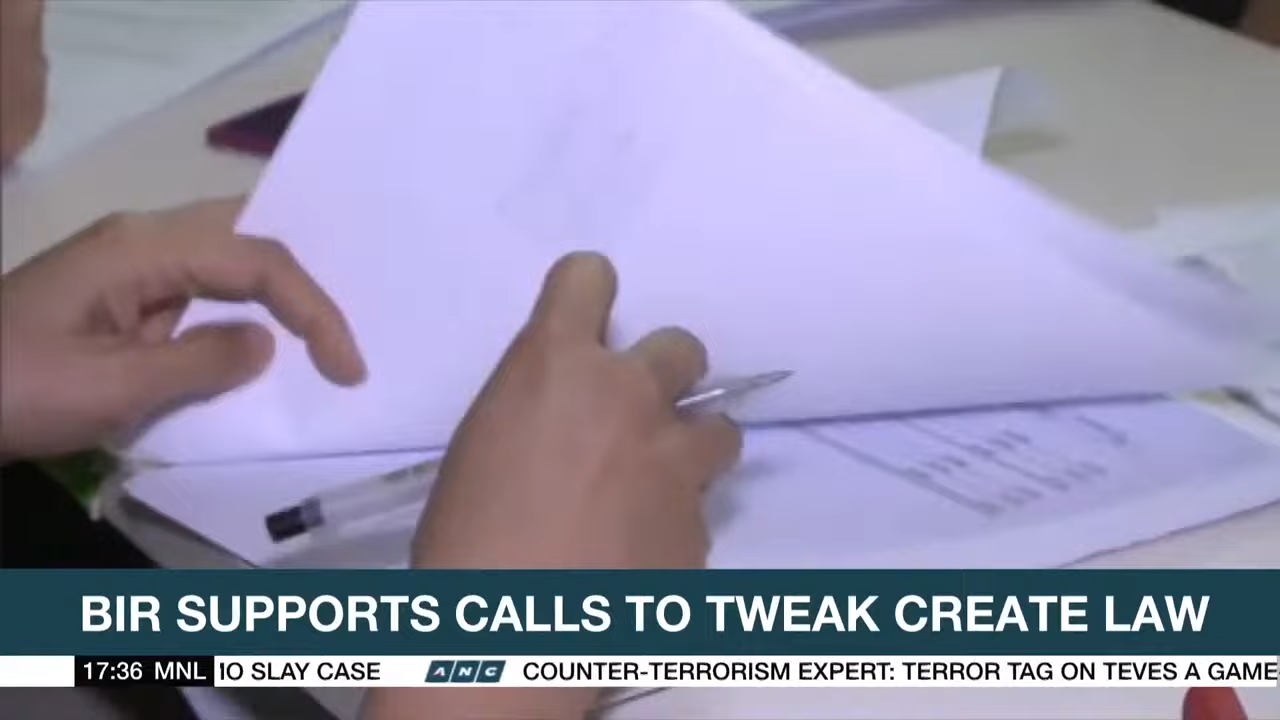 BIR SUPPORTS CALLS TO TWEAK CREATE LAW
17:36 MNL IO SLAY CASE ANC COUNTER-TERRORISM EXPERT: TERROR TAG ON TEVES A GAME-